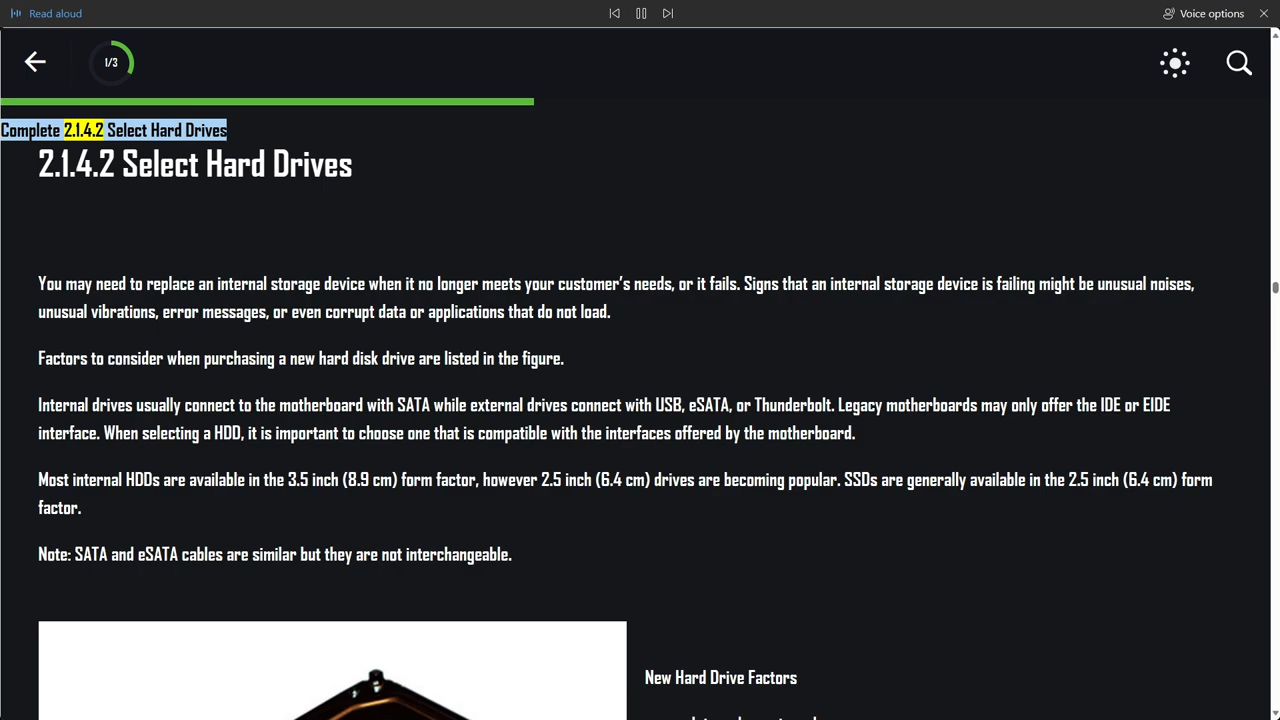 Read aloud
Voice options
1/3
Complete 2.1.4.2 Select Hard Drives
2.1.4.2 Select Hard Drives
You may need to replace an internal storage device when it no longer meets your customer’s needs, or it fails. Signs that an internal storage device is failing might be unusual noises,
unusual vibrations, error messages, or even corrupt data or applications that do not load.
Factors to consider when purchasing a new hard disk drive are listed in the figure.
Internal drives usually connect to the motherboard with SATA while external drives connect with USB, eSATA, or Thunderbolt. Legacy motherboards may only offer the IDE or EIDE
interface. When selecting a HDD, it is important to choose one that is compatible with the interfaces offered by the motherboard.
Most internal HDDs are available in the 3.5 inch (8.9 cm) form factor, however 2.5 inch (6.4 cm) drives are becoming popular. SSDs are generally available in the 2.5 inch (6.4 cm) form
factor.
Note: SATA and eSATA cables are similar but they are not interchangeable.
New Hard Drive Factors